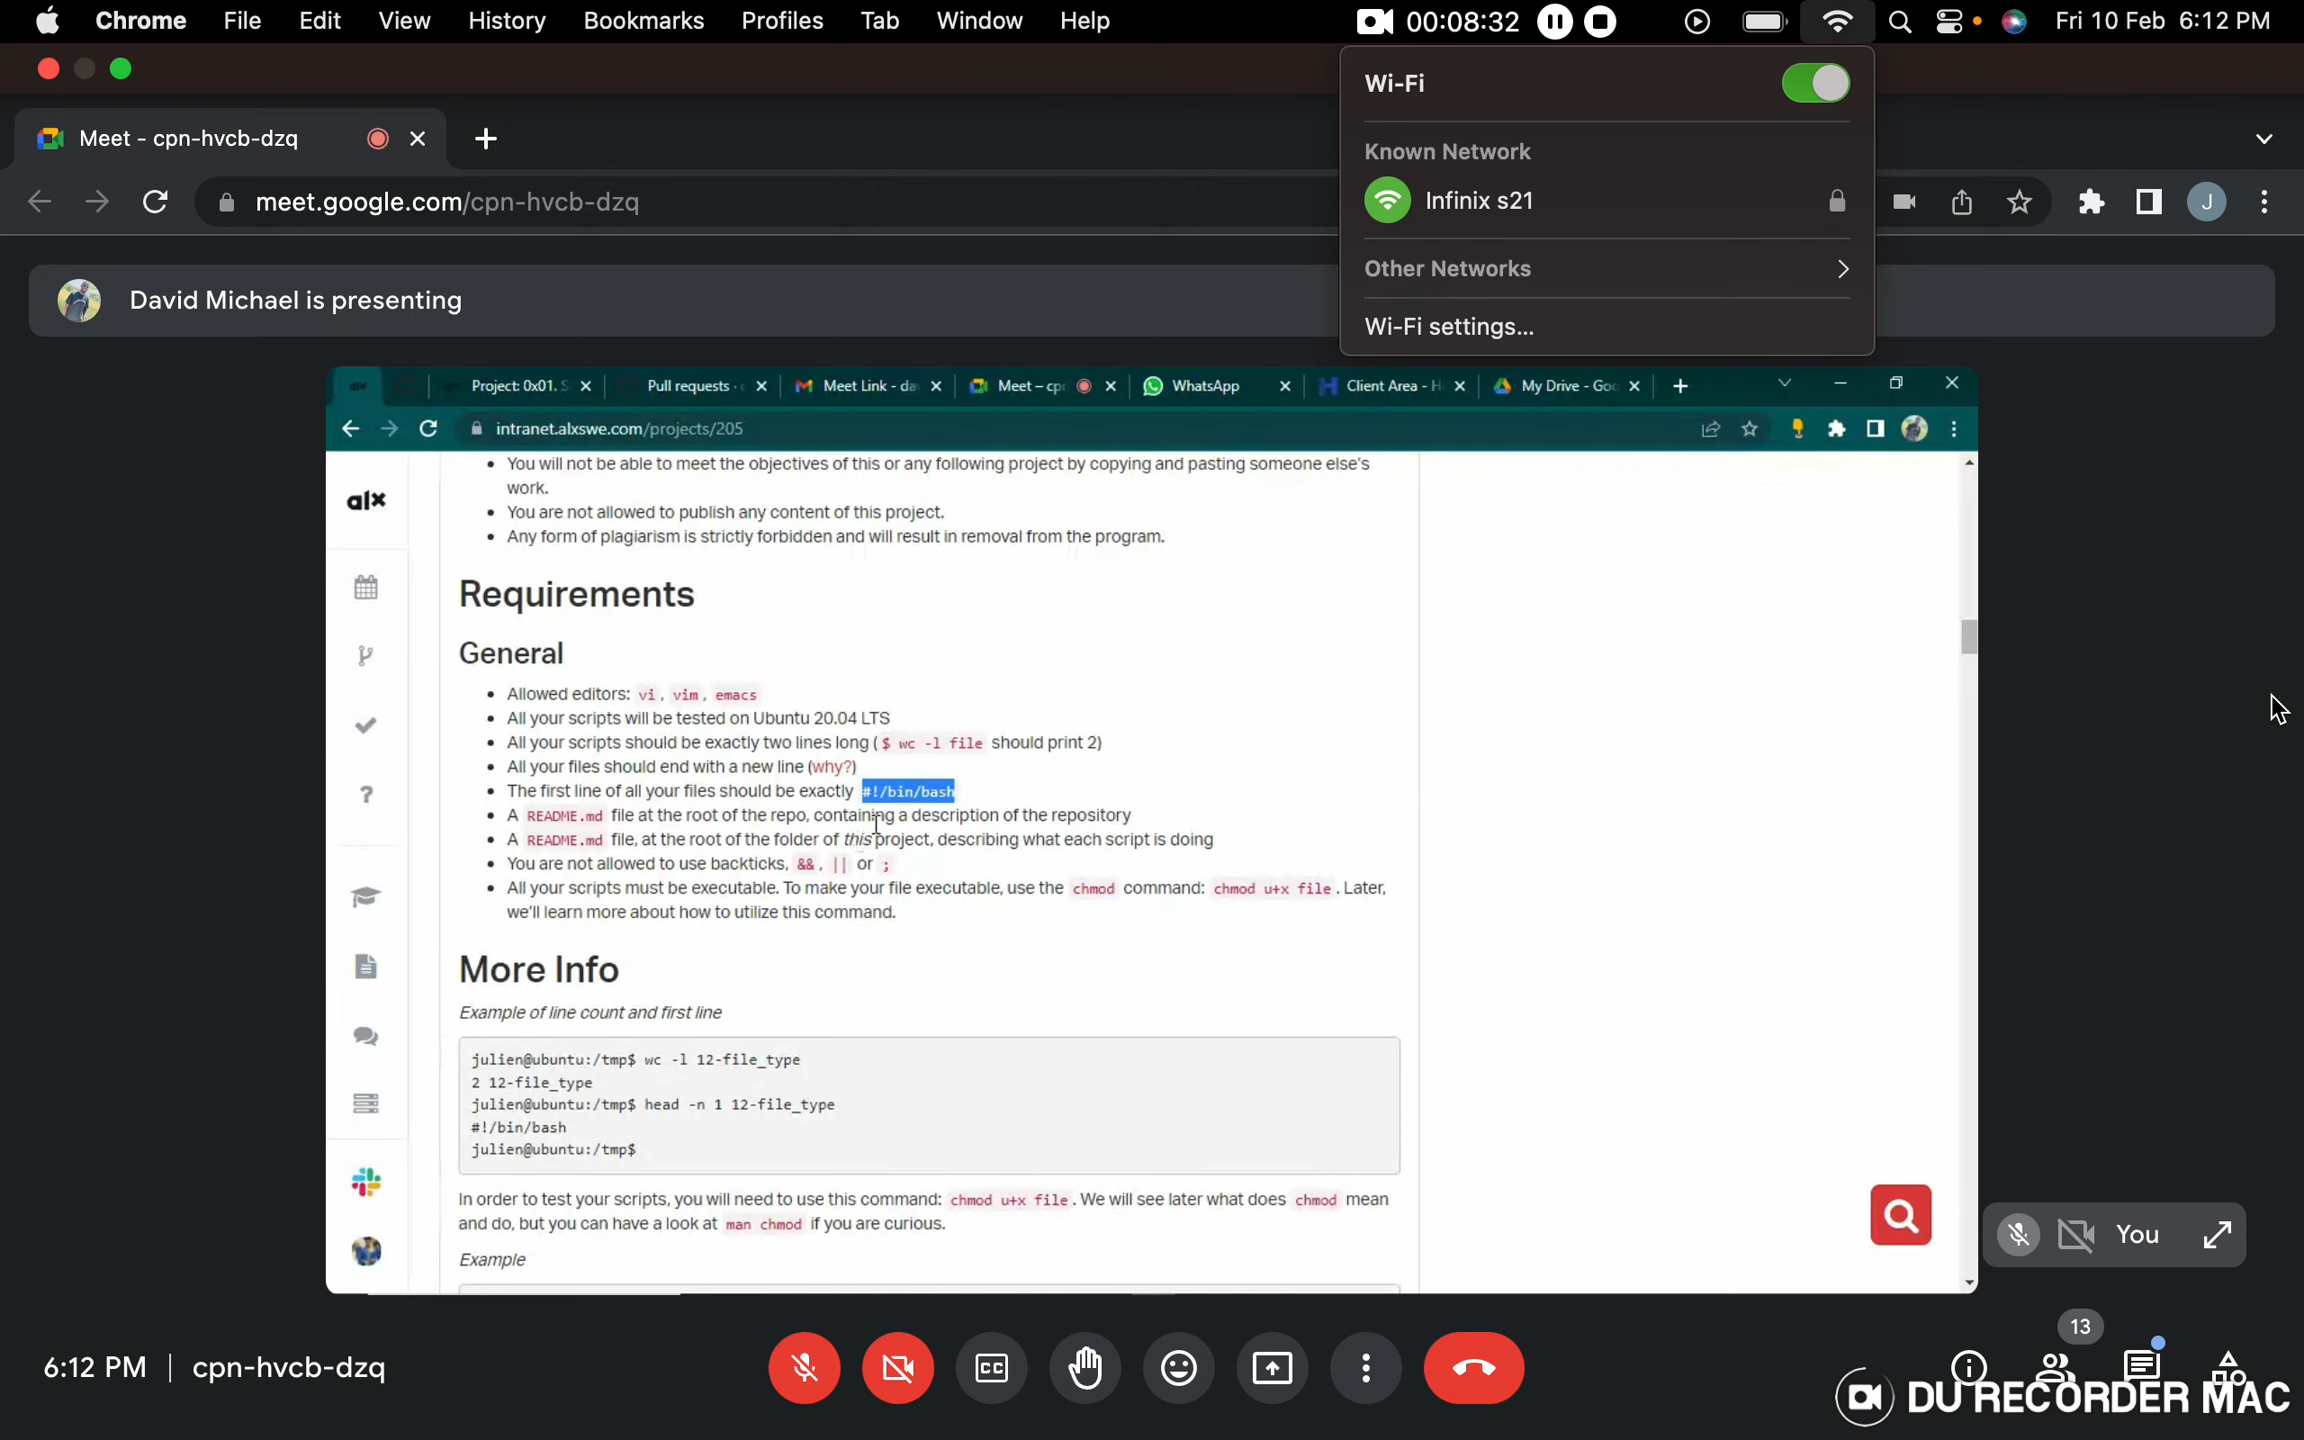 Chrome File Edit View History Bookmarks Profiles Tab Window Help 00:08:32 Fri 10 Feb 6:12 PM
Wi-Fi
Meet - cpn-hvcb-dzq
Known Network
meet.google.com/cpn-hvcb-dzq
Infinix s21
J
Other Networks
David Michael is presenting
Wi-Fi settings...
alx Project: 0x01. S Pull requests · Meet Link - da Meet – cp WhatsApp Client Area - H My Drive - Goo
intranet.alxswe.com/projects/205
• You will not be able to meet the objectives of this or any following project by copying and pasting someone else's
work.
alx
• You are not allowed to publish any content of this project.
• Any form of plagiarism is strictly forbidden and will result in removal from the program.
Requirements
General
• Allowed editors: vi, vim, emacs
• All your scripts will be tested on Ubuntu 20.04 LTS
• All your scripts should be exactly two lines long ($ wc -l file should print 2)
• All your files should end with a new line (why?)
• The first line of all your files should be exactly #!/bin/bash
• A README.md file at the root of the repo, containing a description of the repository
• A README.md file, at the root of the folder of this project, describing what each script is doing
• You are not allowed to use backticks, &&, || or ;
• All your scripts must be executable. To make your file executable, use the chmod command: chmod u+x file. Later,
we'll learn more about how to utilize this command.
More Info
Example of line count and first line
julien@ubuntu:/tmp$ wc -l 12-file_type
2 12-file_type
julien@ubuntu:/tmp$ head -n 1 12-file_type
#!/bin/bash
julien@ubuntu:/tmp$
In order to test your scripts, you will need to use this command: chmod u+x file. We will see later what does chmod mean
and do, but you can have a look at man chmod if you are curious.
Example
You
13
6:12 PM | cpn-hvcb-dzq
DU RECORDER MAC